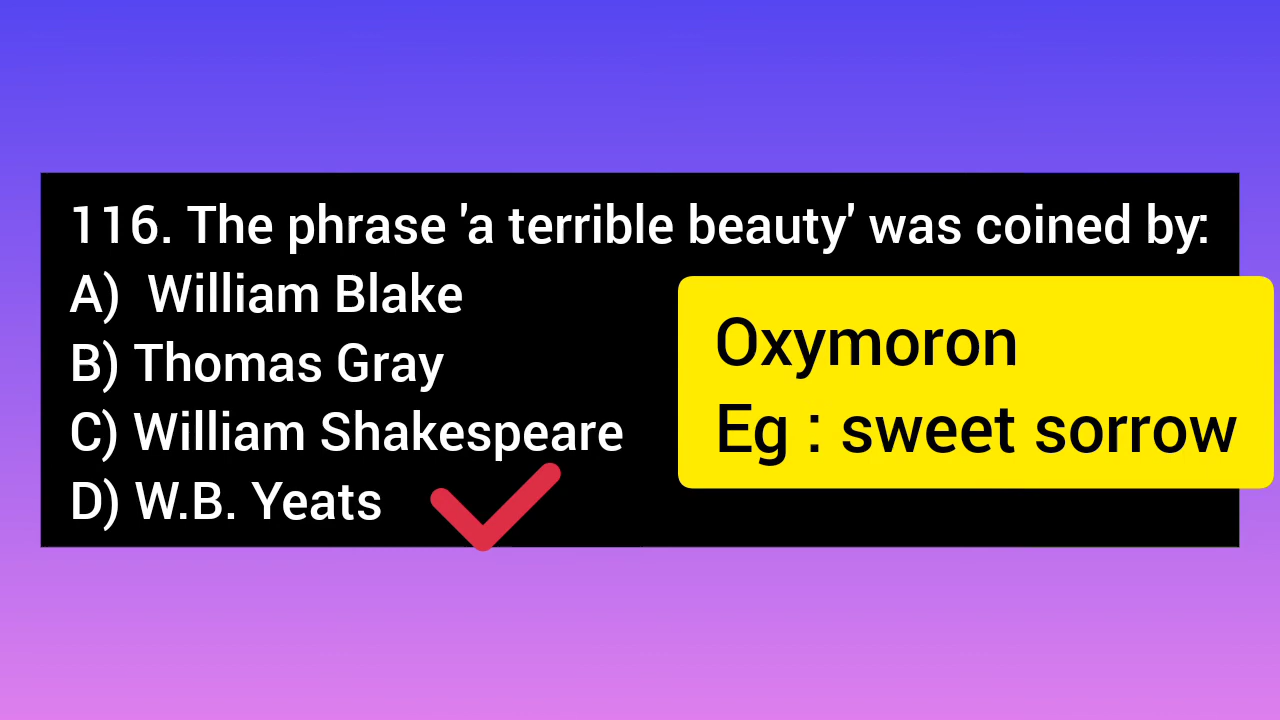 116. The phrase 'a terrible beauty' was coined by:
A) William Blake
B) Thomas Gray
C) William Shakespeare
D) W.B. Yeats
Oxymoron
Eg : sweet sorrow